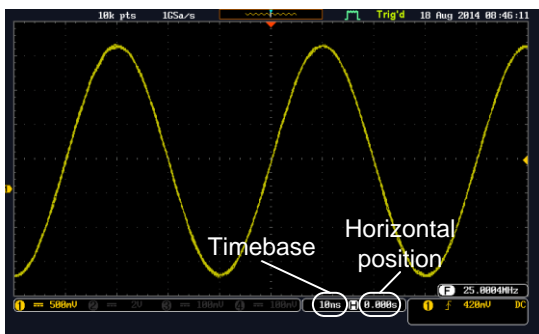 10k pts 1GSa/s Trig'd 18 Aug 2014 08:46:11
Timebase
Horizontal
position
F 25.0004MHz
1 500mV 2 2V 3 100mV 4 100mV 10ns H 0.000s 1 420mV DC